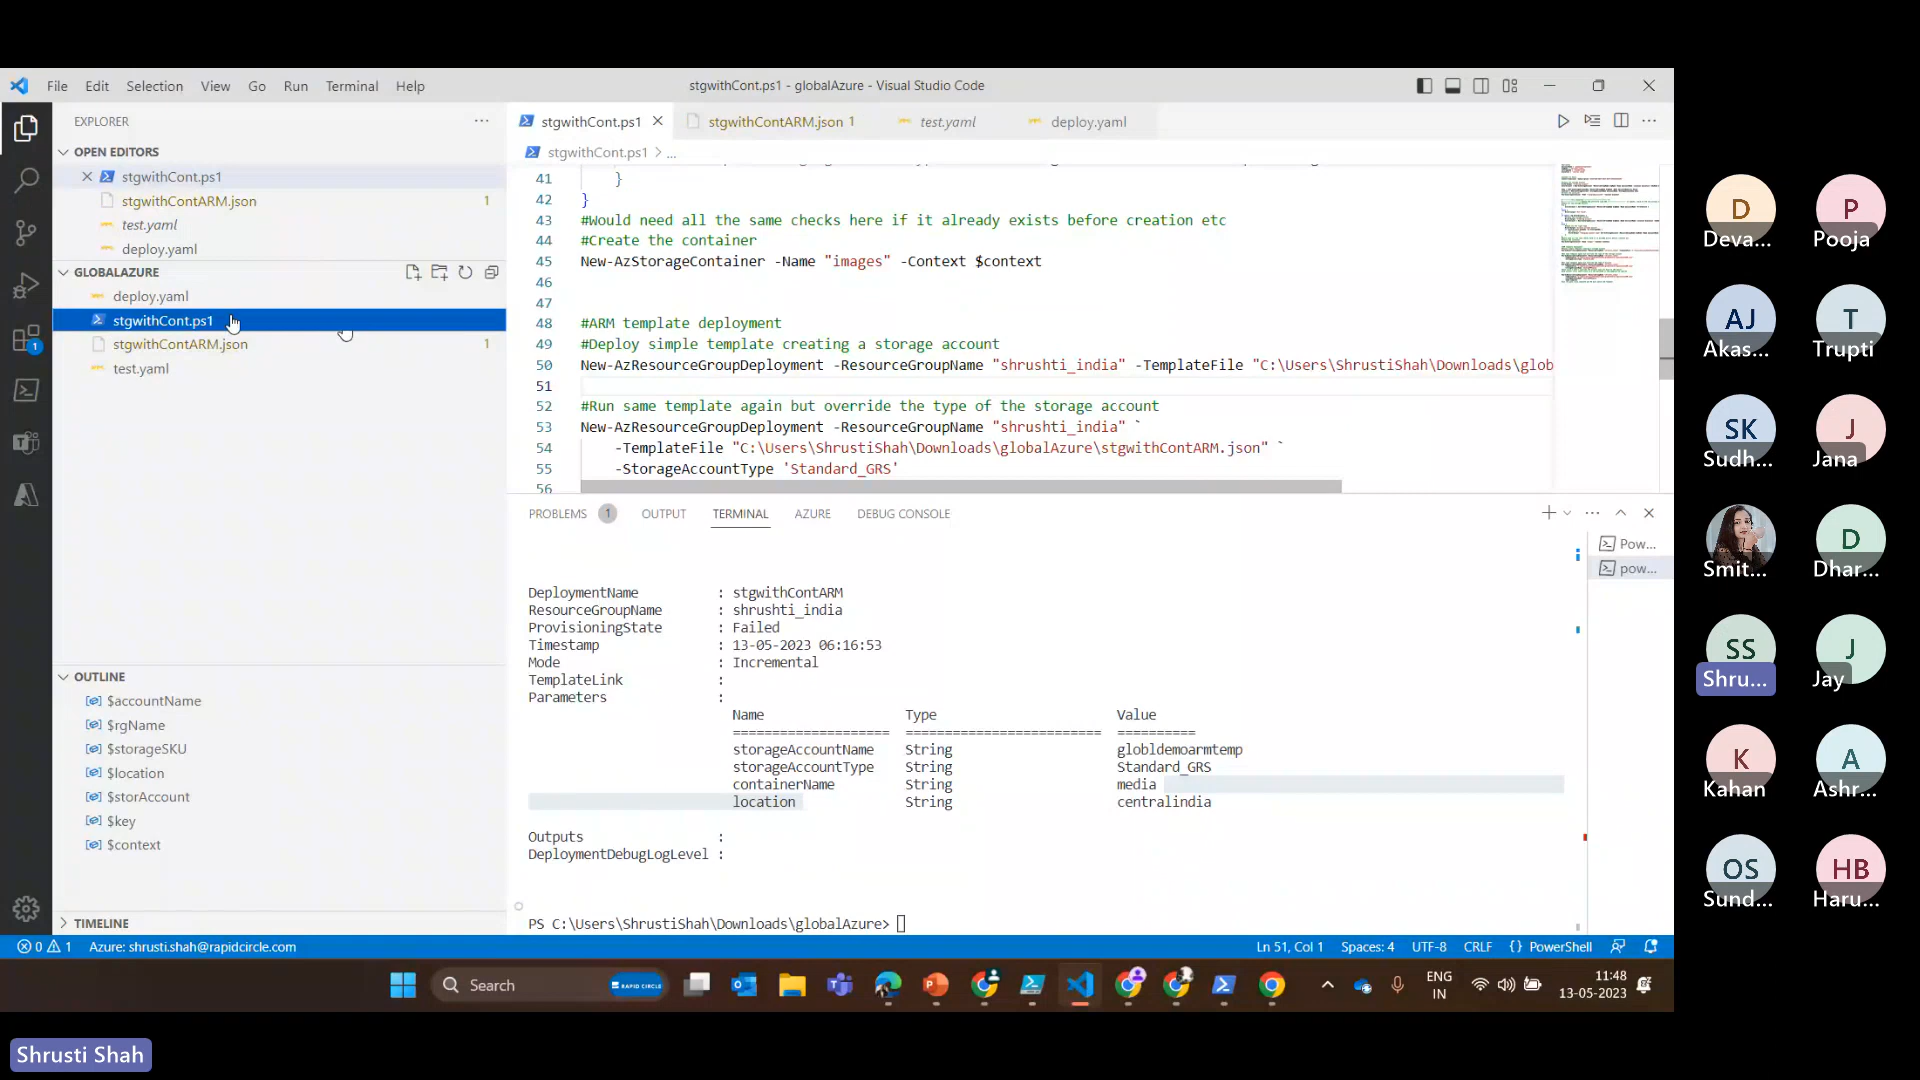 File Edit Selection View Go Run Terminal Help
stgwithCont.ps1 - globalAzure - Visual Studio Code
EXPLORER
OPEN EDITORS
stgwithCont.ps1
stgwithContARM.json 1
test.yaml
deploy.yaml
GLOBALAZURE
deploy.yaml
stgwithCont.ps1
stgwithContARM.json 1
test.yaml
OUTLINE
$accountName
$rgName
$storageSKU
$location
$storAccount
$key
$context
TIMELINE
stgwithCont.ps1 stgwithContARM.json 1 test.yaml deploy.yaml
stgwithCont.ps1 > ...
41 }
42 }
43 #Would need all the same checks here if it already exists before creation etc
44 #Create the container
45 New-AzStorageContainer -Name "images" -Context $context
46
47
48 #ARM template deployment
49 #Deploy simple template creating a storage account
50 New-AzResourceGroupDeployment -ResourceGroupName "shrushti_india" -TemplateFile "C:\Users\ShrustiShah\Downloads\glob
51
52 #Run same template again but override the type of the storage account
53 New-AzResourceGroupDeployment -ResourceGroupName "shrushti_india" `
54 -TemplateFile "C:\Users\ShrustiShah\Downloads\globalAzure\stgwithContARM.json" `
55 -StorageAccountType 'Standard_GRS'
56
PROBLEMS 1 OUTPUT TERMINAL AZURE DEBUG CONSOLE
Pow...
pow...
DeploymentName : stgwithContARM
ResourceGroupName : shrushti_india
ProvisioningState : Failed
Timestamp : 13-05-2023 06:16:53
Mode : Incremental
TemplateLink :
Parameters :
Name Type Value
==================== ========================= ==========
storageAccountName String globldemoarmtemp
storageAccountType String Standard_GRS
containerName String media
location String centralindia
Outputs :
DeploymentDebugLogLevel :
PS C:\Users\ShrustiShah\Downloads\globalAzure>
0 1 Azure: shrusti.shah@rapidcircle.com
Ln 51, Col 1 Spaces: 4 UTF-8 CRLF {} PowerShell
Search
RAPID CIRCLE
ENG
IN
11:48
13-05-2023
D
Deva...
P
Pooja
AJ
Akas...
T
Trupti
SK
Sudh...
J
Jana
Smit...
D
Dhar...
SS
Shru...
J
Jay
K
Kahan
A
Ashr...
OS
Sund...
HB
Haru...
Shrusti Shah